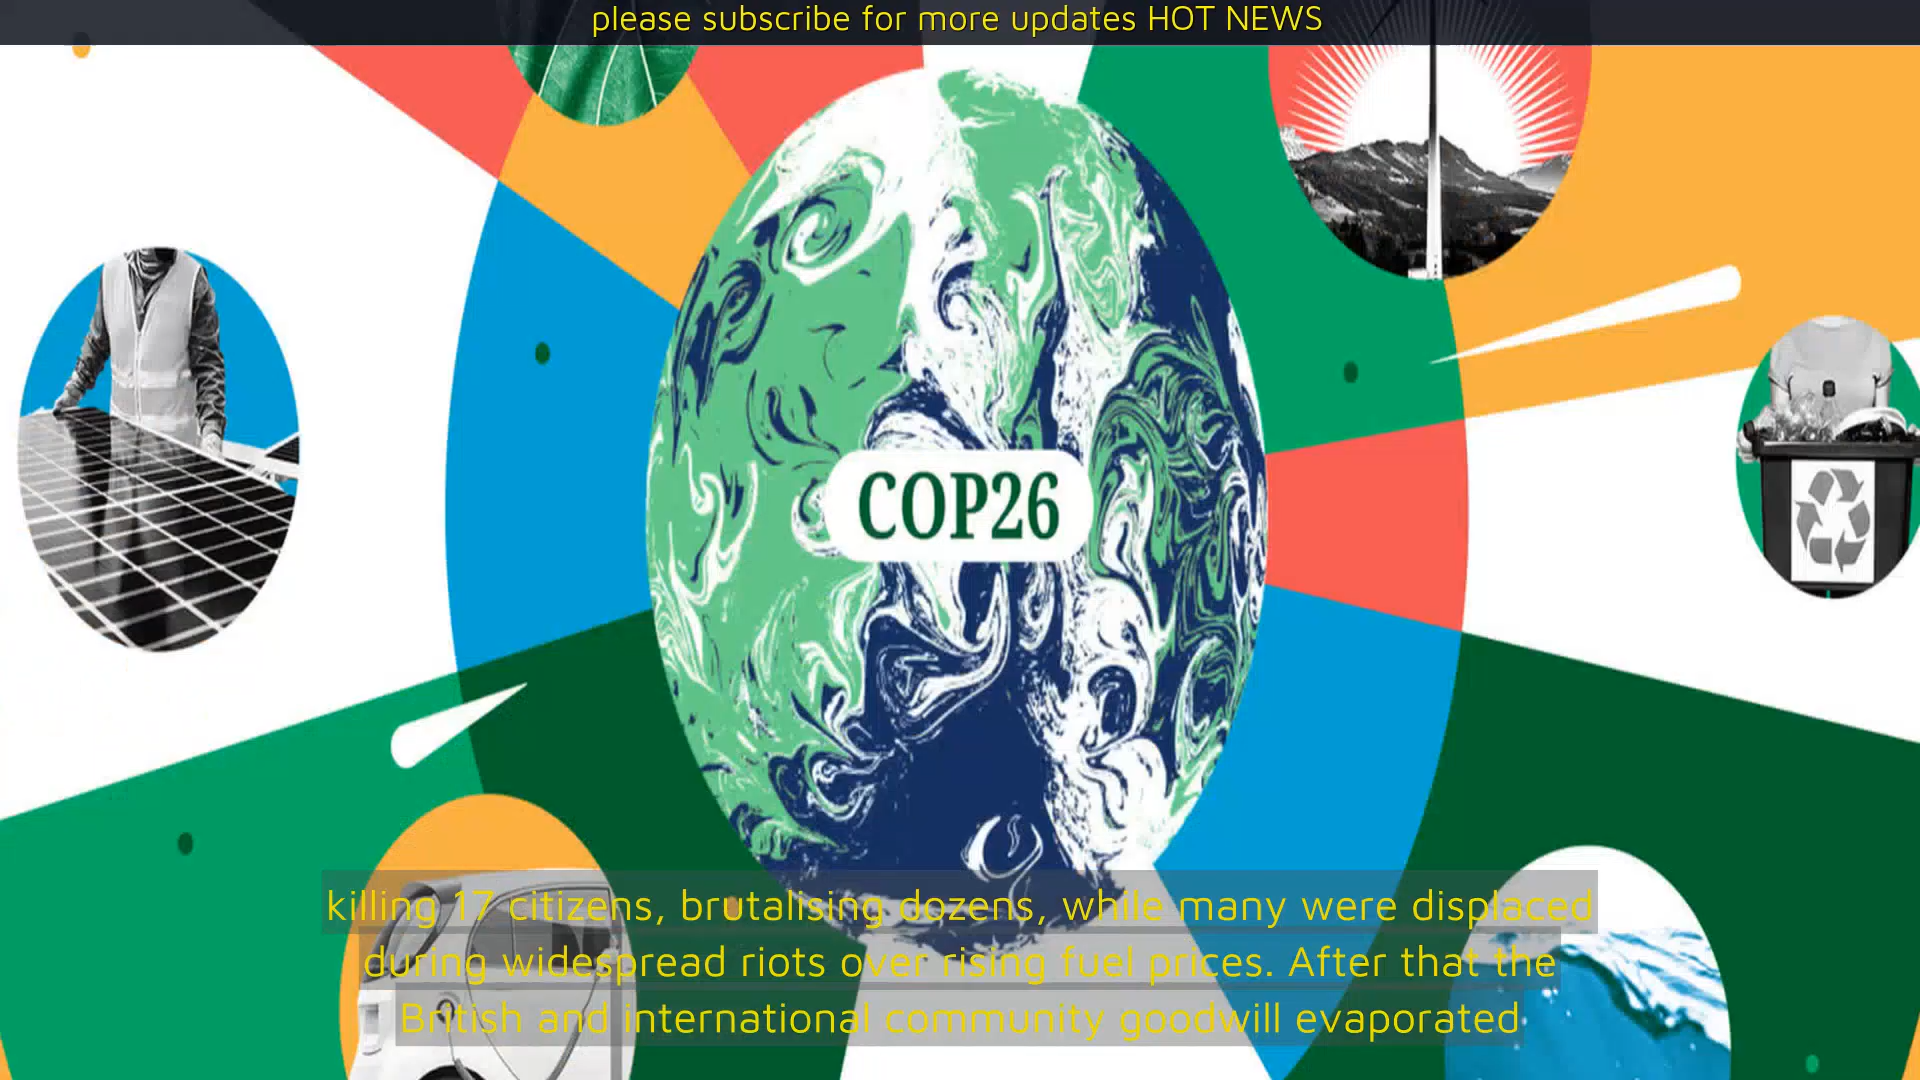 please subscribe for more updates HOT NEWS
COP26
killing 17 citizens, brutalising dozens, while many were displaced
during widespread riots over rising fuel prices. After that the
British and international community goodwill evaporated